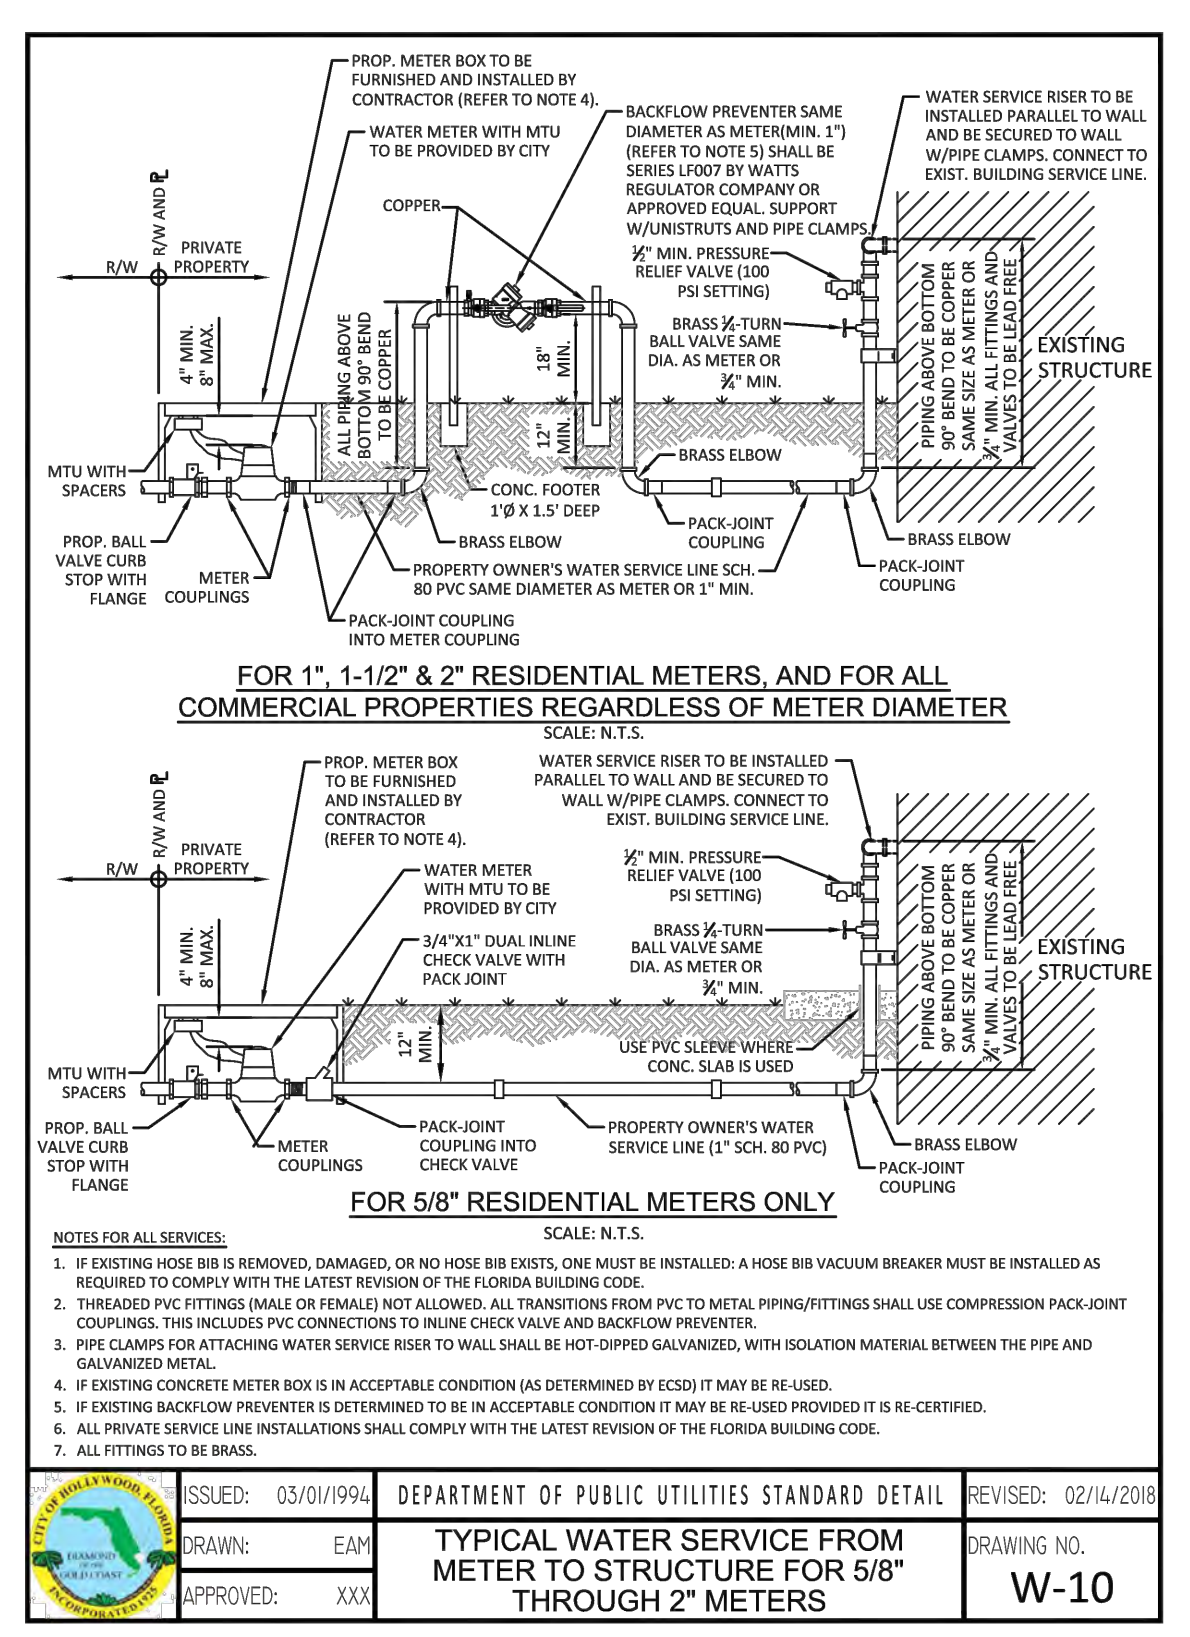 PROP. METER BOX TO BE
FURNISHED AND INSTALLED BY
CONTRACTOR (REFER TO NOTE 4).
WATER METER WITH MTU
TO BE PROVIDED BY CITY
BACKFLOW PREVENTER SAME
DIAMETER AS METER(MIN. 1")
(REFER TO NOTE 5) SHALL BE
SERIES LF007 BY WATTS
REGULATOR COMPANY OR
APPROVED EQUAL. SUPPORT
W/UNISTRUTS AND PIPE CLAMPS.
WATER SERVICE RISER TO BE
INSTALLED PARALLEL TO WALL
AND BE SECURED TO WALL
W/PIPE CLAMPS. CONNECT TO
EXIST. BUILDING SERVICE LINE.
COPPER
R/W AND PL
PRIVATE
PROPERTY
R/W
½" MIN. PRESSURE
RELIEF VALVE (100
PSI SETTING)
BRASS ¼-TURN
BALL VALVE SAME
DIA. AS METER OR
¾" MIN.
4" MIN.
8" MAX.
ALL PIPING ABOVE
BOTTOM 90° BEND
TO BE COPPER
18"
MIN.
12"
MIN.
PIPING ABOVE BOTTOM
90° BEND TO BE COPPER
SAME SIZE AS METER OR
¾" MIN. ALL FITTINGS AND
VALVES TO BE LEAD FREE
EXISTING
STRUCTURE
MTU WITH
SPACERS
BRASS ELBOW
CONC. FOOTER
1'Ø X 1.5' DEEP
PACK-JOINT
COUPLING
BRASS ELBOW
PROP. BALL
VALVE CURB
STOP WITH
FLANGE
METER
COUPLINGS
BRASS ELBOW
PROPERTY OWNER'S WATER SERVICE LINE SCH.
80 PVC SAME DIAMETER AS METER OR 1" MIN.
PACK-JOINT
COUPLING
PACK-JOINT COUPLING
INTO METER COUPLING
FOR 1", 1-1/2" & 2" RESIDENTIAL METERS, AND FOR ALL
COMMERCIAL PROPERTIES REGARDLESS OF METER DIAMETER
SCALE: N.T.S.
PROP. METER BOX
TO BE FURNISHED
AND INSTALLED BY
CONTRACTOR
(REFER TO NOTE 4).
WATER SERVICE RISER TO BE INSTALLED
PARALLEL TO WALL AND BE SECURED TO
WALL W/PIPE CLAMPS. CONNECT TO
EXIST. BUILDING SERVICE LINE.
R/W AND PL
PRIVATE
PROPERTY
R/W
WATER METER
WITH MTU TO BE
PROVIDED BY CITY
½" MIN. PRESSURE
RELIEF VALVE (100
PSI SETTING)
3/4"X1" DUAL INLINE
CHECK VALVE WITH
PACK JOINT
BRASS ¼-TURN
BALL VALVE SAME
DIA. AS METER OR
¾" MIN.
4" MIN.
8" MAX.
12"
MIN.
PIPING ABOVE BOTTOM
90° BEND TO BE COPPER
SAME SIZE AS METER OR
¾" MIN. ALL FITTINGS AND
VALVES TO BE LEAD FREE
EXISTING
STRUCTURE
USE PVC SLEEVE WHERE
CONC. SLAB IS USED
MTU WITH
SPACERS
PROP. BALL
VALVE CURB
STOP WITH
FLANGE
METER
COUPLINGS
PACK-JOINT
COUPLING INTO
CHECK VALVE
PROPERTY OWNER'S WATER
SERVICE LINE (1" SCH. 80 PVC)
BRASS ELBOW
PACK-JOINT
COUPLING
FOR 5/8" RESIDENTIAL METERS ONLY
SCALE: N.T.S.
NOTES FOR ALL SERVICES:
1. IF EXISTING HOSE BIB IS REMOVED, DAMAGED, OR NO HOSE BIB EXISTS, ONE MUST BE INSTALLED: A HOSE BIB VACUUM BREAKER MUST BE INSTALLED AS
REQUIRED TO COMPLY WITH THE LATEST REVISION OF THE FLORIDA BUILDING CODE.
2. THREADED PVC FITTINGS (MALE OR FEMALE) NOT ALLOWED. ALL TRANSITIONS FROM PVC TO METAL PIPING/FITTINGS SHALL USE COMPRESSION PACK-JOINT
COUPLINGS. THIS INCLUDES PVC CONNECTIONS TO INLINE CHECK VALVE AND BACKFLOW PREVENTER.
3. PIPE CLAMPS FOR ATTACHING WATER SERVICE RISER TO WALL SHALL BE HOT-DIPPED GALVANIZED, WITH ISOLATION MATERIAL BETWEEN THE PIPE AND
GALVANIZED METAL.
4. IF EXISTING CONCRETE METER BOX IS IN ACCEPTABLE CONDITION (AS DETERMINED BY ECSD) IT MAY BE RE-USED.
5. IF EXISTING BACKFLOW PREVENTER IS DETERMINED TO BE IN ACCEPTABLE CONDITION IT MAY BE RE-USED PROVIDED IT IS RE-CERTIFIED.
6. ALL PRIVATE SERVICE LINE INSTALLATIONS SHALL COMPLY WITH THE LATEST REVISION OF THE FLORIDA BUILDING CODE.
7. ALL FITTINGS TO BE BRASS.
CITY OF HOLLYWOOD, FLORIDA
DIAMOND
OF THE
GOLD COAST
INCORPORATED 1925
ISSUED: 03/01/1994
DRAWN: EAM
APPROVED: XXX
DEPARTMENT OF PUBLIC UTILITIES STANDARD DETAIL
TYPICAL WATER SERVICE FROM
METER TO STRUCTURE FOR 5/8"
THROUGH 2" METERS
REVISED: 02/14/2018
DRAWING NO.
W-10